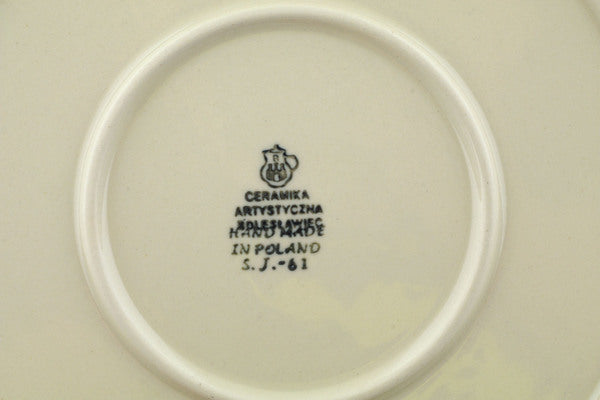 CERAMIKA
ARTYSTYCZNA
BOLESŁAWIEC
HAND MADE
IN POLAND
S. J.-61